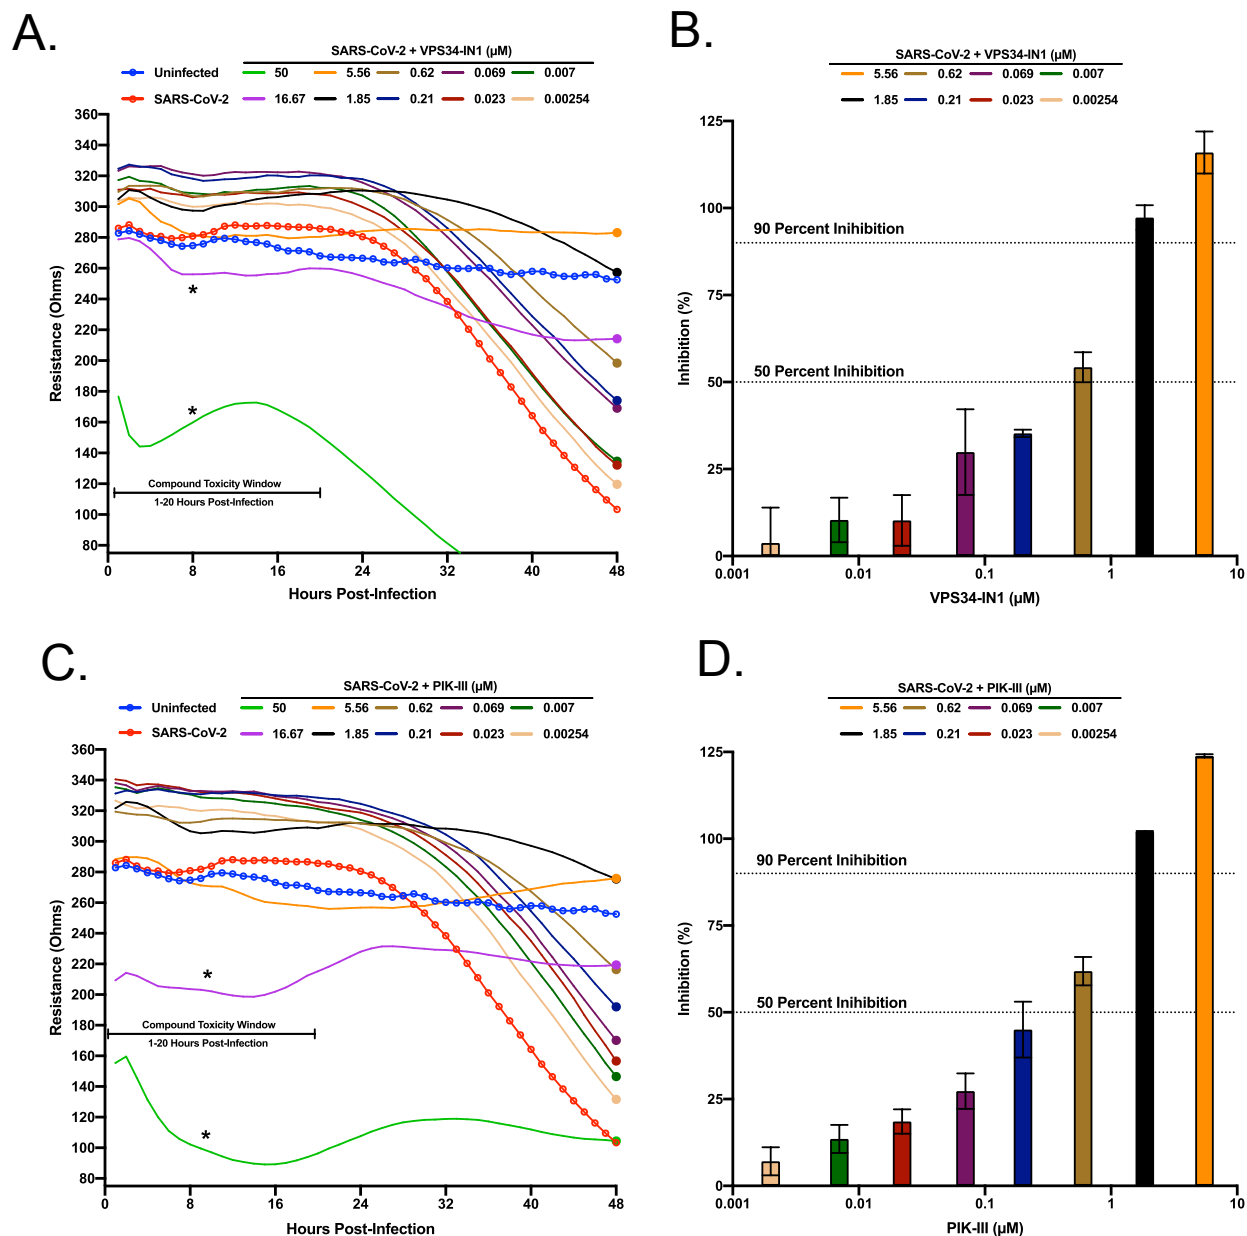 A.
SARS-CoV-2 + VPS34-IN1 (µM)
Uninfected 50 5.56 0.62 0.069 0.007
SARS-CoV-2 16.67 1.85 0.21 0.023 0.00254
360
340
320
300
280
260
240
220
200
180
160
140
120
100
80
Resistance (Ohms)
*
*
Compound Toxicity Window
1-20 Hours Post-Infection
0 8 16 24 32 40 48
Hours Post-Infection
B.
SARS-CoV-2 + VPS34-IN1 (µM)
5.56 0.62 0.069 0.007
1.85 0.21 0.023 0.00254
125
100
75
50
25
0
Inhibition (%)
90 Percent Inihibition
50 Percent Inihibition
0.001 0.01 0.1 1 10
VPS34-IN1 (µM)
C.
SARS-CoV-2 + PIK-III (µM)
Uninfected 50 5.56 0.62 0.069 0.007
SARS-CoV-2 16.67 1.85 0.21 0.023 0.00254
360
340
320
300
280
260
240
220
200
180
160
140
120
100
80
Resistance (Ohms)
*
Compound Toxicity Window
1-20 Hours Post-Infection
*
0 8 16 24 32 40 48
Hours Post-Infection
D.
SARS-CoV-2 + PIK-III (µM)
5.56 0.62 0.069 0.007
1.85 0.21 0.023 0.00254
125
100
75
50
25
0
Inhibition (%)
90 Percent Inihibition
50 Percent Inihibition
0.001 0.01 0.1 1 10
PIK-III (µM)